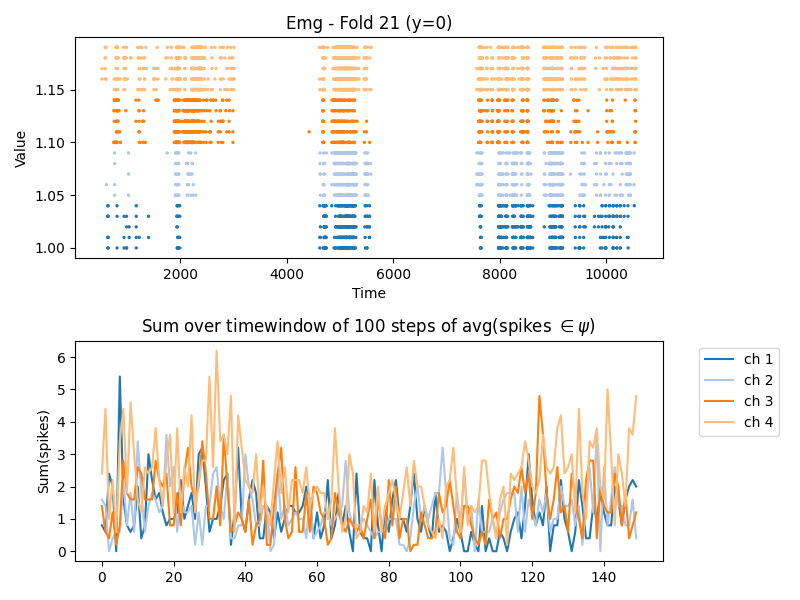 Emg - Fold 21 (y=0)
Value
1.15
1.10
1.05
1.00
2000 4000 6000 8000 10000
Time
Sum over timewindow of 100 steps of avg(spikes ∈ ψ)
Sum(spikes)
6
5
4
3
2
1
0
0 20 40 60 80 100 120 140
ch 1
ch 2
ch 3
ch 4